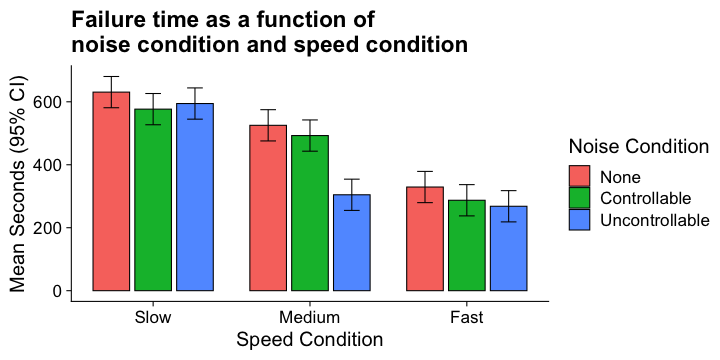 Failure time as a function of
noise condition and speed condition
Mean Seconds (95% CI)
600
400
200
0
Slow
Medium
Fast
Speed Condition
Noise Condition
None
Controllable
Uncontrollable